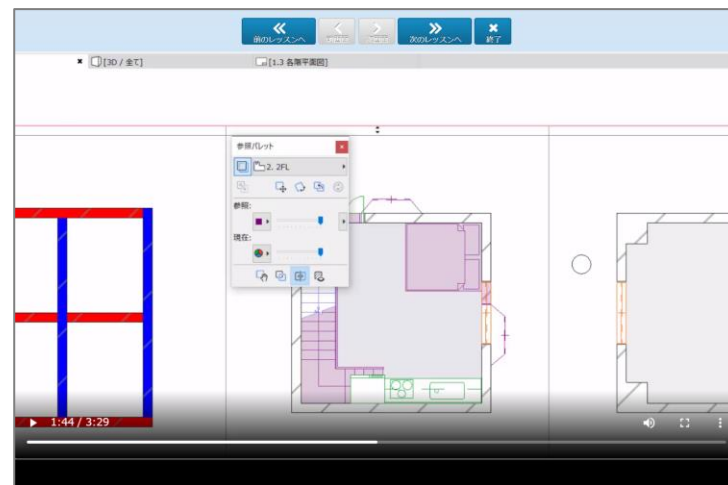 前のレッスンへ
次のレッスンへ
終了
[3D / 全て]
[1.3 各階平面図]
参照パレット
2. 2FL
参照:
現在:
1:44 / 3:29